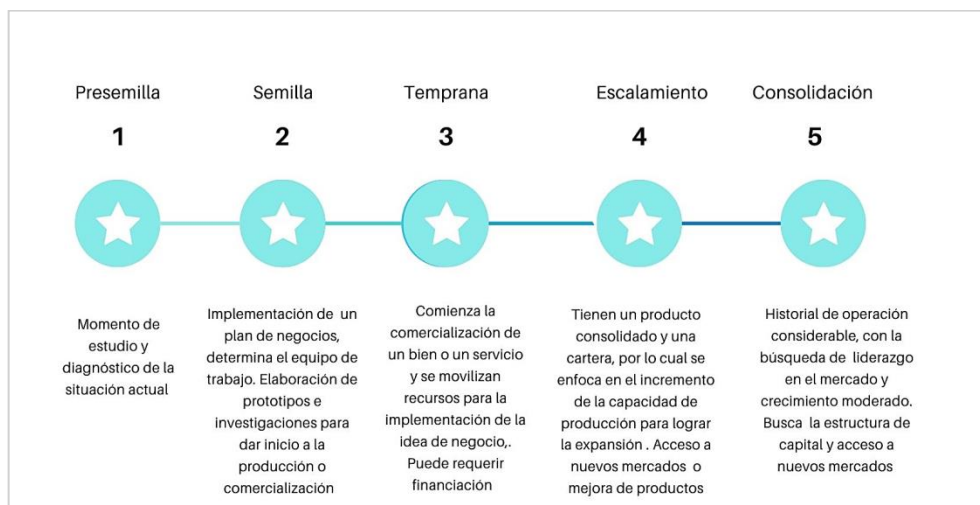 Presemilla
1
Momento de
estudio y
diagnóstico de la
situación actual
Semilla
2
Implementación de un
plan de negocios,
determina el equipo de
trabajo. Elaboración de
prototipos e
investigaciones para
dar inicio a la
producción o
comercialización
Temprana
3
Comienza la
comercialización de
un bien o un servicio
y se movilizan
recursos para la
implementación de la
idea de negocio,.
Puede requerir
financiación
Escalamiento
4
Tienen un producto
consolidado y una
cartera, por lo cual se
enfoca en el incremento
de la capacidad de
producción para lograr
la expansión . Acceso a
nuevos mercados o
mejora de productos
Consolidación
5
Historial de operación
considerable, con la
búsqueda de liderazgo
en el mercado y
crecimiento moderado.
Busca la estructura de
capital y acceso a
nuevos mercados